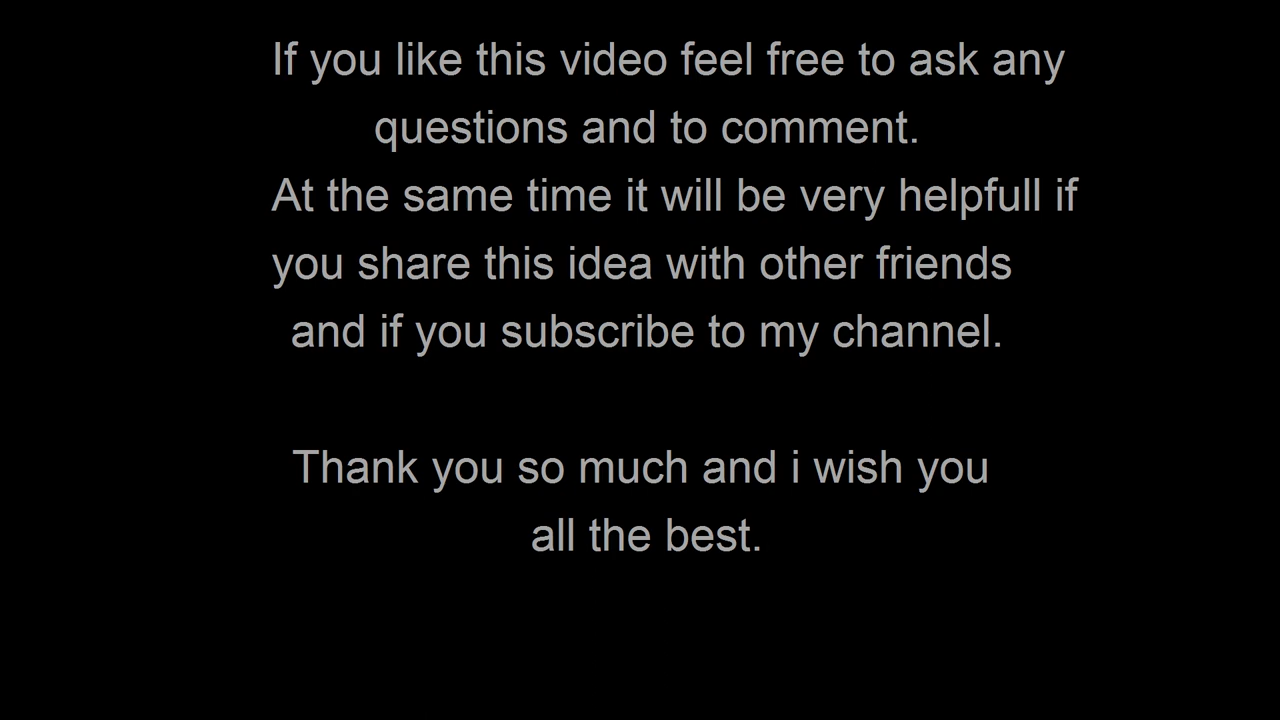 If you like this video feel free to ask any
questions and to comment.
At the same time it will be very helpfull if
you share this idea with other friends
and if you subscribe to my channel.
Thank you so much and i wish you
all the best.